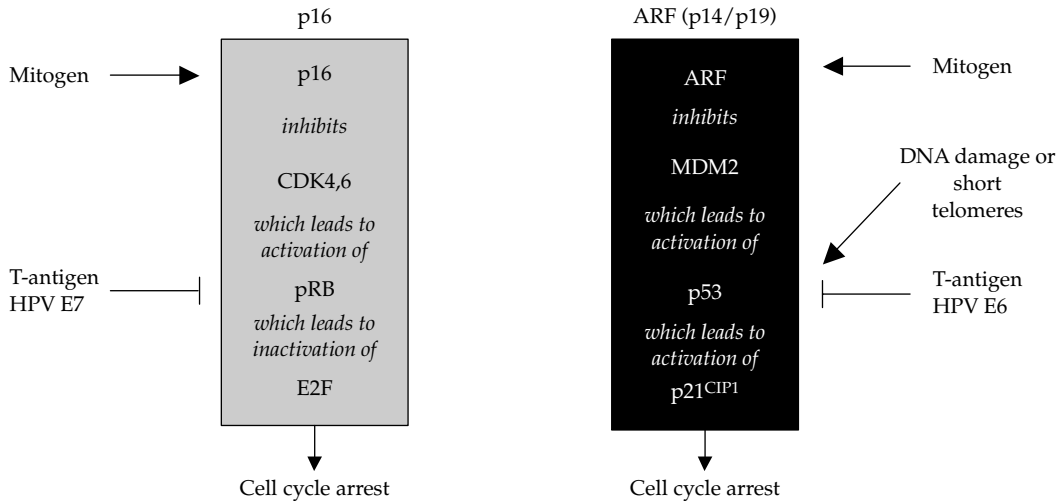 p16
Mitogen
p16
inhibits
CDK4,6
which leads to
activation of
T-antigen
HPV E7
pRB
which leads to
inactivation of
E2F
Cell cycle arrest
ARF (p14/p19)
ARF
Mitogen
inhibits
MDM2
DNA damage or
short
telomeres
which leads to
activation of
p53
T-antigen
HPV E6
which leads to
activation of
p21CIP1
Cell cycle arrest